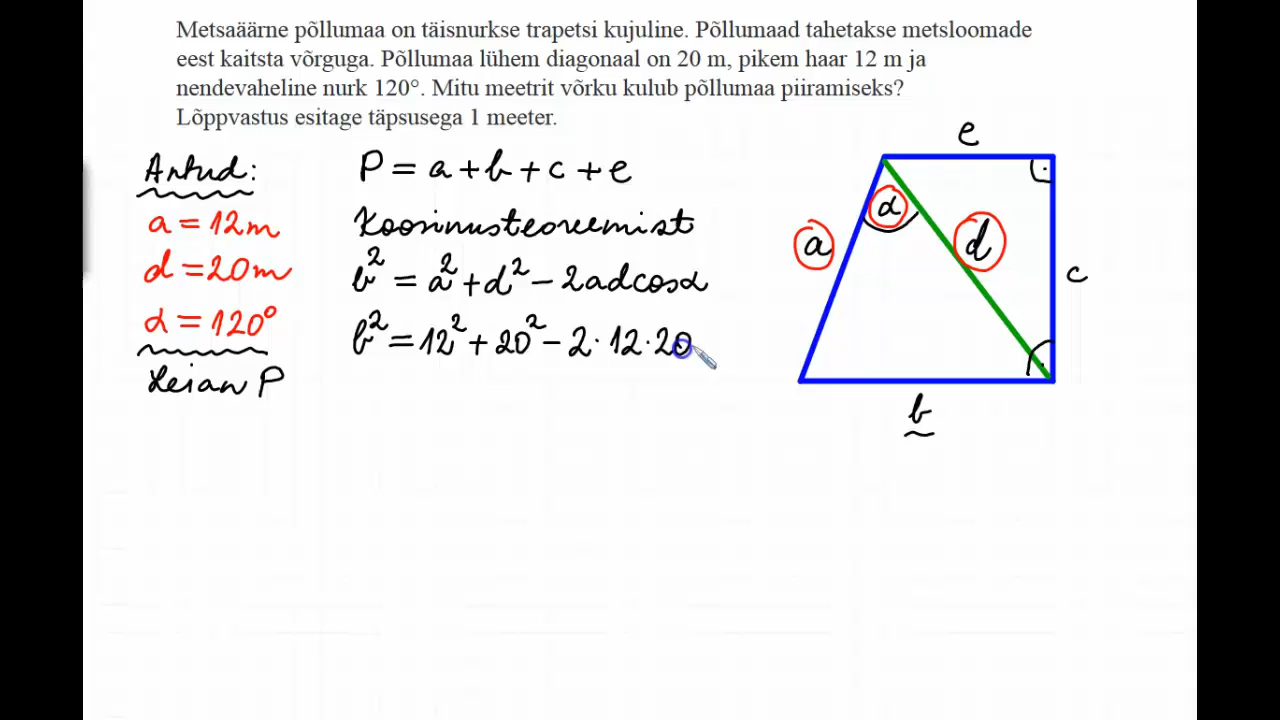 Metsaäärne põllumaa on täisnurkse trapetsi kujuline. Põllumaad tahetakse metsloomade
eest kaitsta võrguga. Põllumaa lühem diagonaal on 20 m, pikem haar 12 m ja
nendevaheline nurk 120°. Mitu meetrit võrku kulub põllumaa piiramiseks?
Lõppvastus esitage täpsusega 1 meeter.
Antud:
a = 12m
d = 20m
α = 120°
Leian P
P = a + b + c + e
Koosinusteoreemist
b² = a² + d² − 2adcosα
b² = 12² + 20² − 2 · 12 · 20
e
α
a
d
c
b